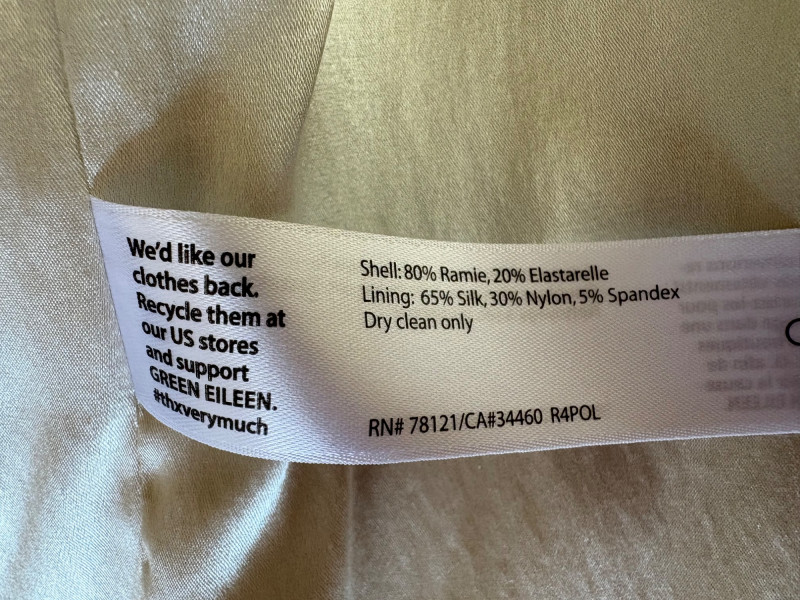 We'd like our
clothes back.
Recycle them at
our US stores
and support
GREEN EILEEN.
#thxverymuch
Shell: 80% Ramie, 20% Elastarelle
Lining: 65% Silk, 30% Nylon, 5% Spandex
Dry clean only
RN# 78121/CA#34460 R4POL